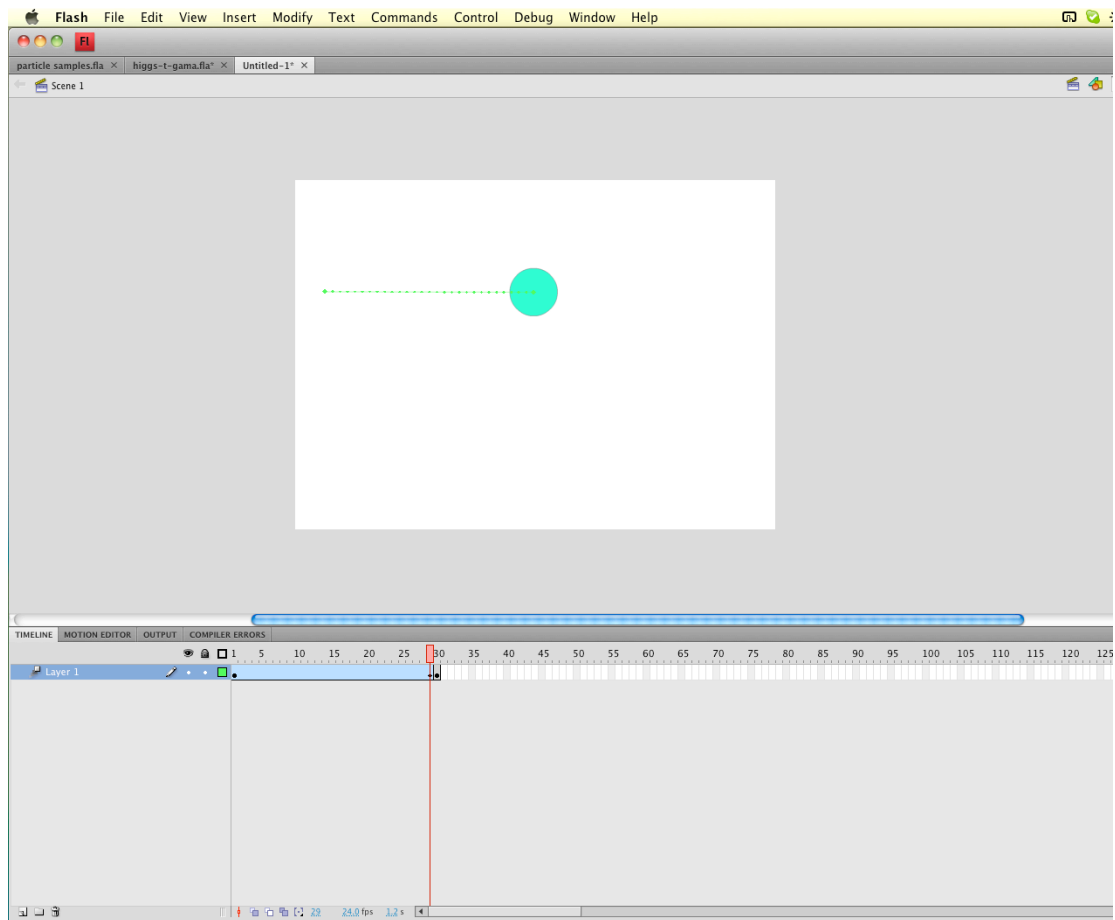 Flash File Edit View Insert Modify Text Commands Control Debug Window Help
Fl
particle samples.fla × higgs-t-gama.fla* × Untitled-1* ×
Scene 1
TIMELINE MOTION EDITOR OUTPUT COMPILER ERRORS
1 5 10 15 20 25 30 35 40 45 50 55 60 65 70 75 80 85 90 95 100 105 110 115 120 125
Layer 1
29 24.0 fps 1.2 s